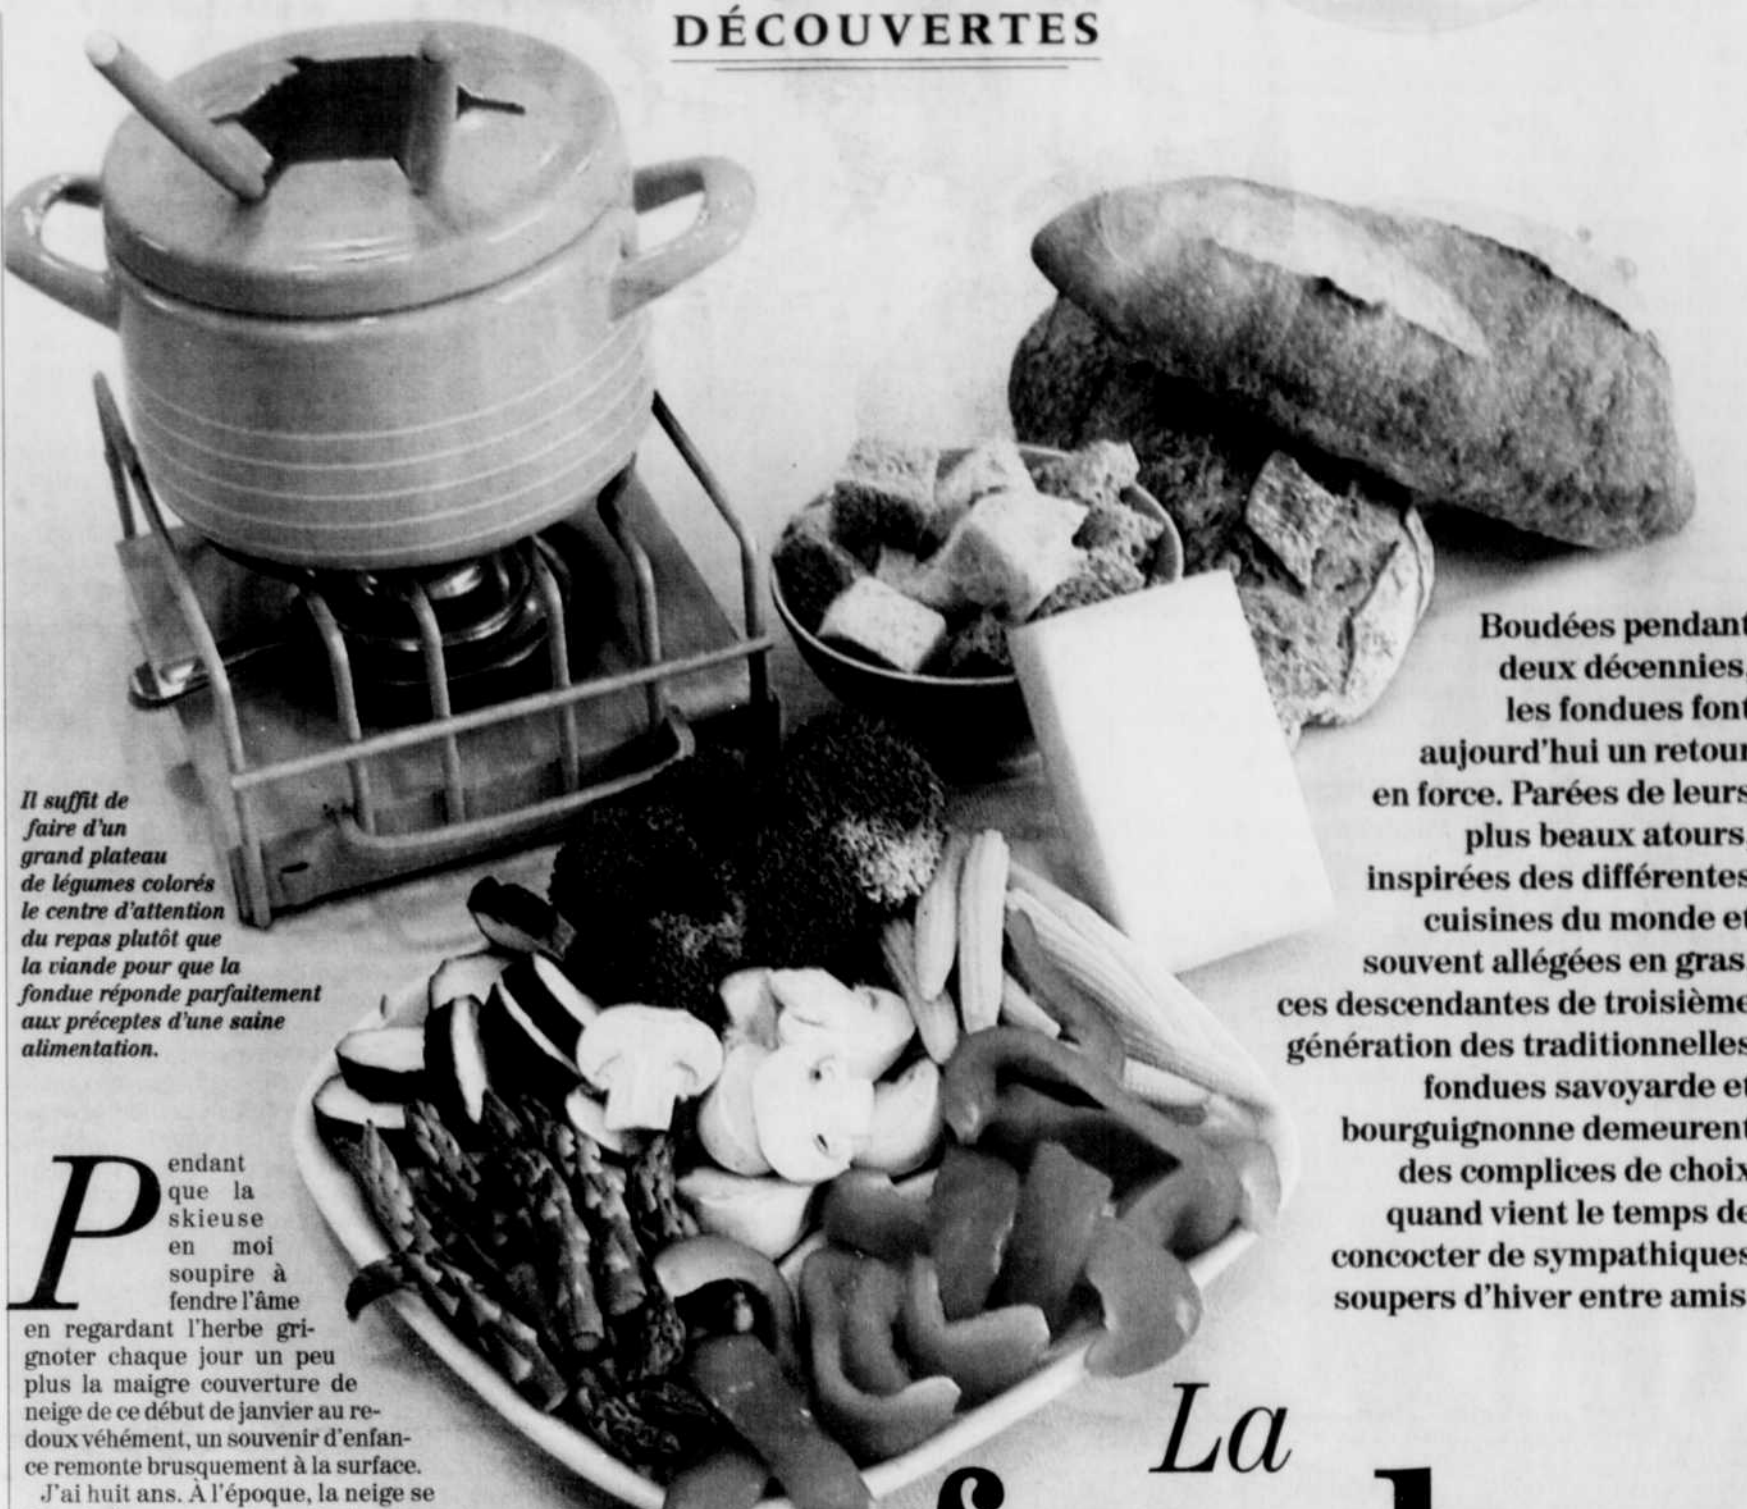 DÉCOUVERTES
Boudées pendant
deux décennies,
les fondues font
aujourd'hui un retour
en force. Parées de leurs
plus beaux atours,
inspirées des différentes
cuisines du monde et
souvent allégées en gras,
ces descendantes de troisième
génération des traditionnelles
fondues savoyarde et
bourguignonne demeurent
des complices de choix
quand vient le temps de
concocter de sympathiques
soupers d'hiver entre amis
Il suffit de
faire d'un
grand plateau
de légumes colorés
le centre d'attention
du repas plutôt que
la viande pour que la
fondue réponde parfaitement
aux préceptes d'une saine
alimentation.
Pendant
que la
skieuse
en moi
soupire à
fendre l'âme
en regardant l'herbe gri-
gnoter chaque jour un peu
plus la maigre couverture de
neige de ce début de janvier au re-
doux véhément, un souvenir d'enfan-
ce remonte brusquement à la surface.
J'ai huit ans. À l'époque, la neige se
La